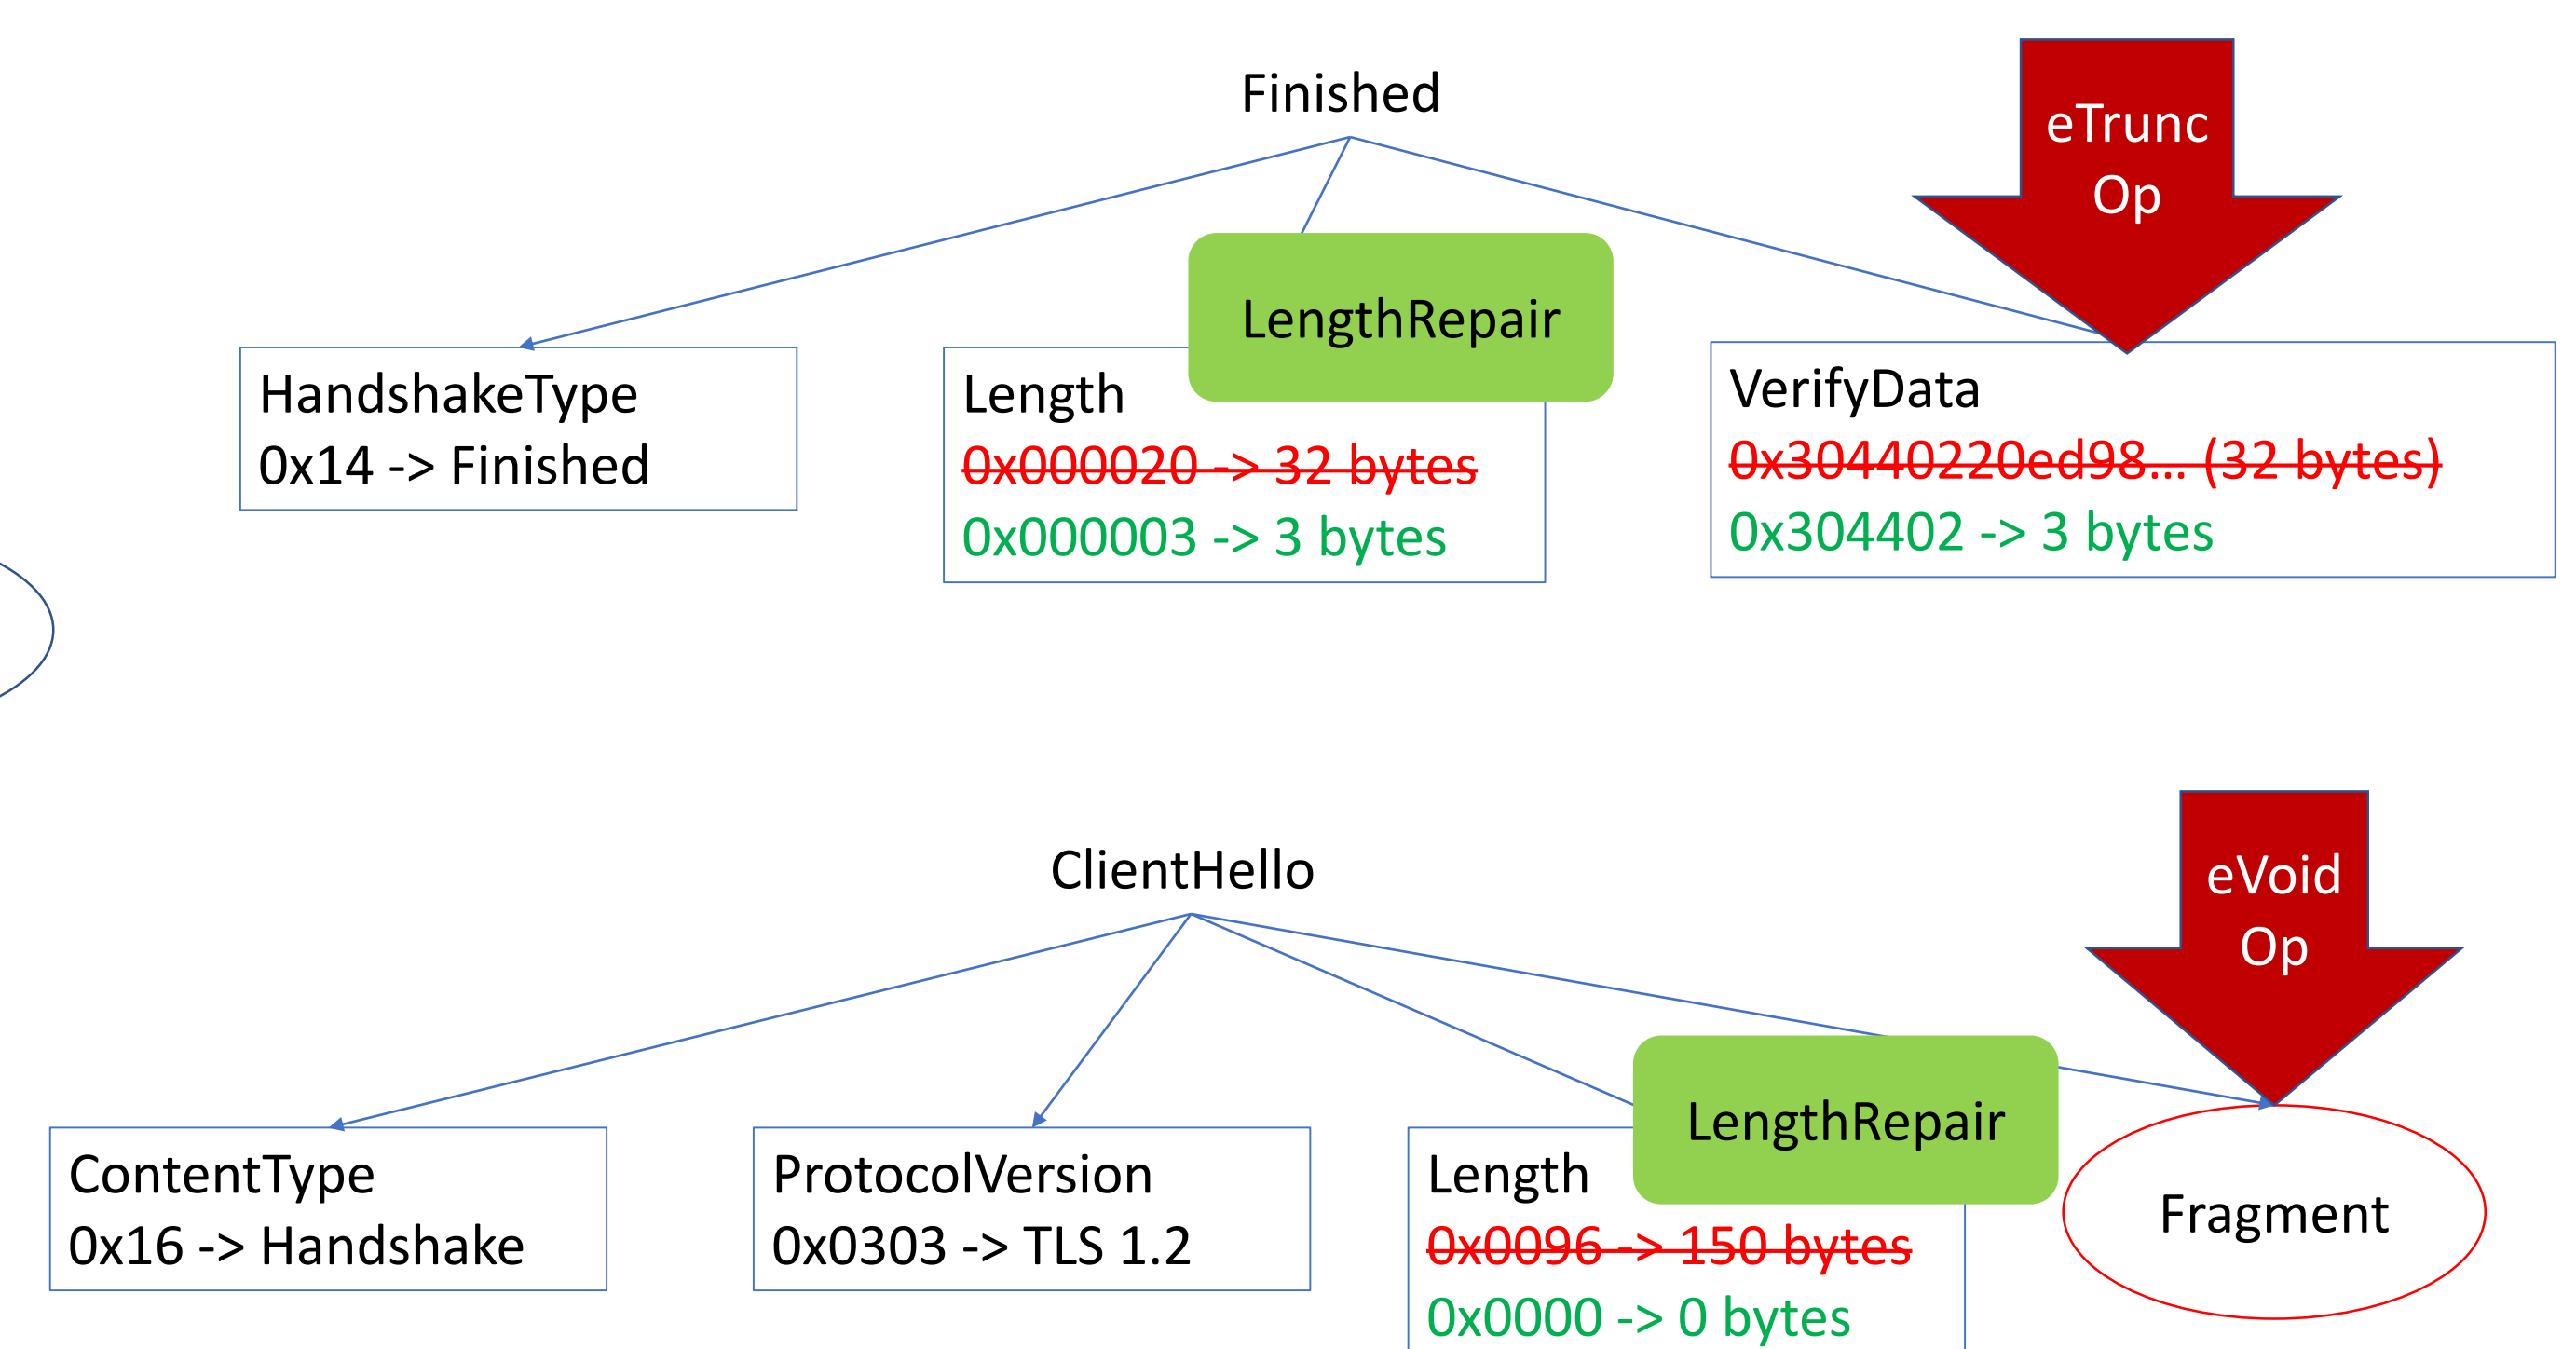 Finished
eTrunc
Op
LengthRepair
HandshakeType
0x14 -> Finished
Length
0x000020 -> 32 bytes
0x000003 -> 3 bytes
VerifyData
0x30440220ed98... (32 bytes)
0x304402 -> 3 bytes
ClientHello
eVoid
Op
LengthRepair
ContentType
0x16 -> Handshake
ProtocolVersion
0x0303 -> TLS 1.2
Length
0x0096 -> 150 bytes
0x0000 -> 0 bytes
Fragment